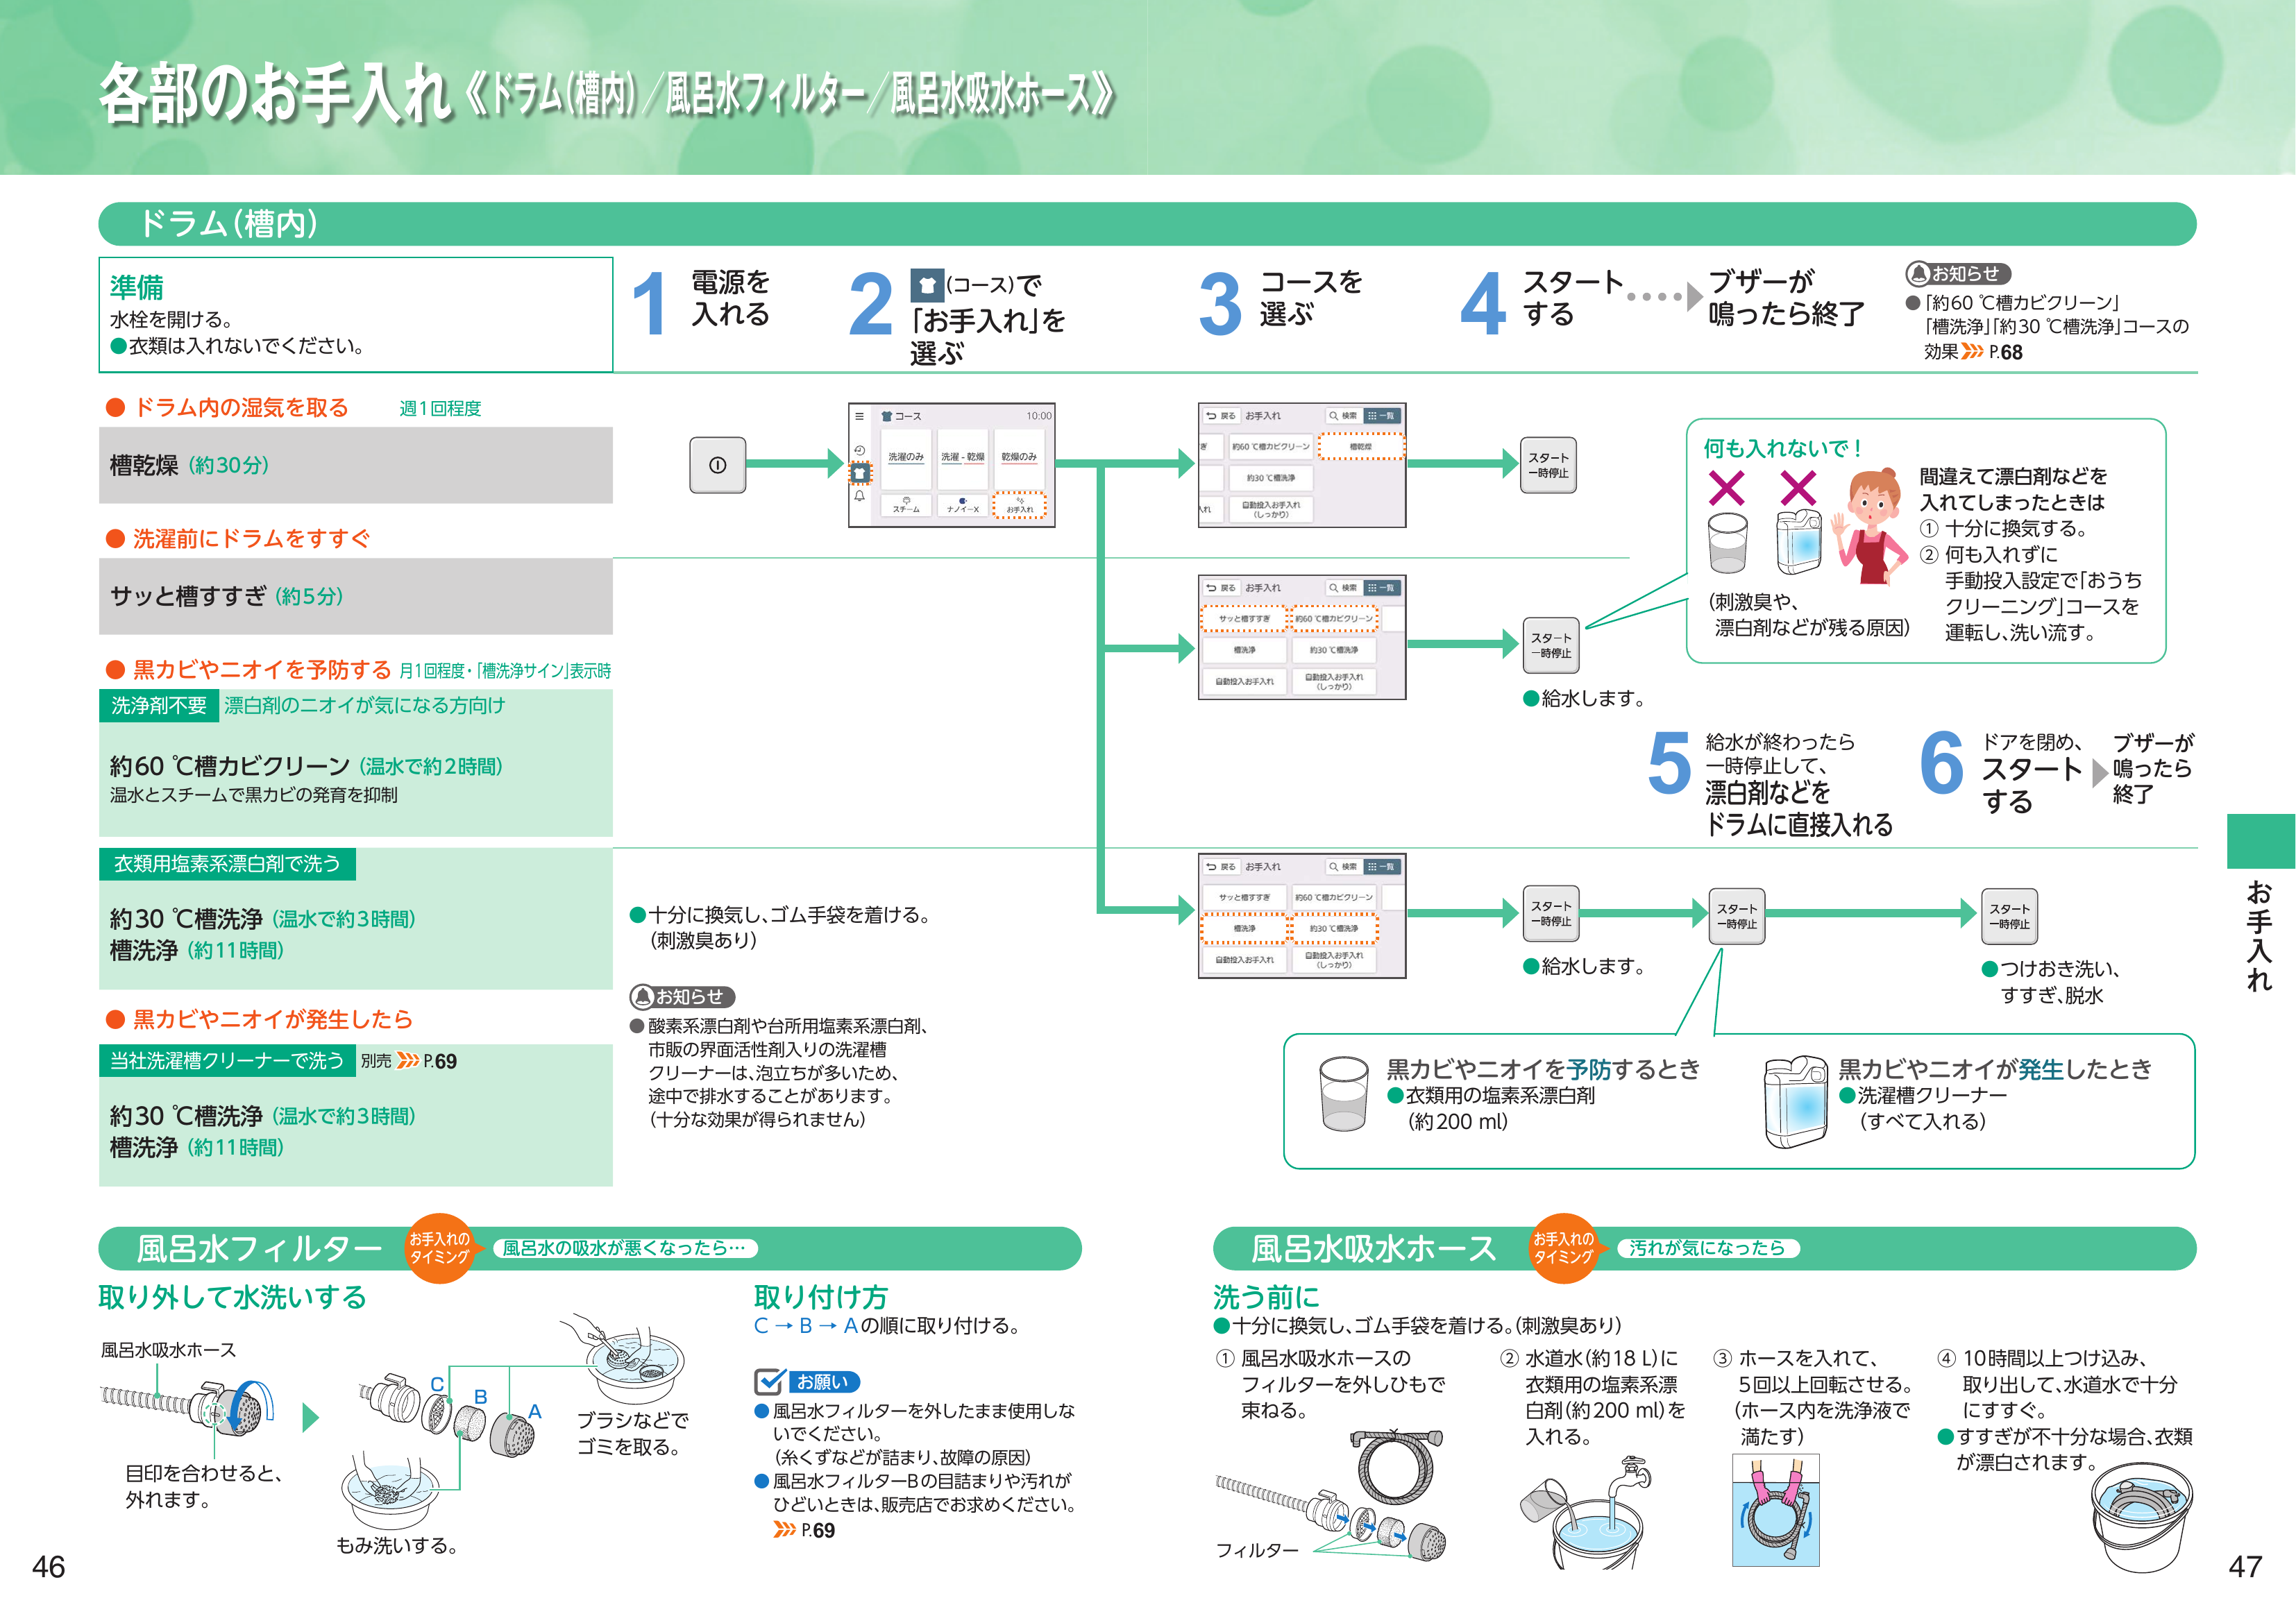 各部のお手入れ《ドラム(槽内)／風呂水フィルター／風呂水吸水ホース》
ドラム(槽内)
準備
水栓を開ける。
●衣類は入れないでください。
1 電源を
入れる
2 (コース)で
「お手入れ」を
選ぶ
3 コースを
選ぶ
4 スタート
する
ブザーが
鳴ったら終了
お知らせ
●「約60 ℃槽カビクリーン」
「槽洗浄」「約30 ℃槽洗浄」コースの
効果 P.68
● ドラム内の湿気を取る 週1回程度
槽乾燥 (約30分)
● 洗濯前にドラムをすすぐ
サッと槽すすぎ (約5分)
● 黒カビやニオイを予防する 月1回程度・「槽洗浄サイン」表示時
洗浄剤不要 漂白剤のニオイが気になる方向け
約60 ℃槽カビクリーン (温水で約2時間)
温水とスチームで黒カビの発育を抑制
衣類用塩素系漂白剤で洗う
約30 ℃槽洗浄 (温水で約3時間)
槽洗浄 (約11時間)
● 黒カビやニオイが発生したら
当社洗濯槽クリーナーで洗う 別売 P.69
約30 ℃槽洗浄 (温水で約3時間)
槽洗浄 (約11時間)
●十分に換気し、ゴム手袋を着ける。
(刺激臭あり)
お知らせ
●酸素系漂白剤や台所用塩素系漂白剤、
市販の界面活性剤入りの洗濯槽
クリーナーは、泡立ちが多いため、
途中で排水することがあります。
(十分な効果が得られません)
コース 10:00
洗濯のみ 洗濯-乾燥 乾燥のみ
スチーム ナノイーX お手入れ
戻る お手入れ 検索 一覧
ぎ 約60 ℃槽カビクリーン 槽乾燥
約30 ℃槽洗浄
入れ 自動投入お手入れ
(しっかり)
スタート
一時停止
戻る お手入れ 検索 一覧
サッと槽すすぎ 約60 ℃槽カビクリーン
槽洗浄 約30 ℃槽洗浄
自動投入お手入れ 自動投入お手入れ
(しっかり)
スタート
一時停止
●給水します。
何も入れないで！
(刺激臭や、
漂白剤などが残る原因)
間違えて漂白剤などを
入れてしまったときは
① 十分に換気する。
② 何も入れずに
手動投入設定で「おうち
クリーニング」コースを
運転し、洗い流す。
5 給水が終わったら
一時停止して、
漂白剤などを
ドラムに直接入れる
6 ドアを閉め、
スタート
する
ブザーが
鳴ったら
終了
戻る お手入れ 検索 一覧
サッと槽すすぎ 約60 ℃槽カビクリーン
槽洗浄 約30 ℃槽洗浄
自動投入お手入れ 自動投入お手入れ
(しっかり)
スタート
一時停止
●給水します。
スタート
一時停止
スタート
一時停止
●つけおき洗い、
すすぎ、脱水
黒カビやニオイを予防するとき
●衣類用の塩素系漂白剤
(約200 ml)
黒カビやニオイが発生したとき
●洗濯槽クリーナー
(すべて入れる)
お手入れ
風呂水フィルター
お手入れの
タイミング
風呂水の吸水が悪くなったら…
取り外して水洗いする
風呂水吸水ホース
目印を合わせると、
外れます。
C
B
A
ブラシなどで
ゴミを取る。
もみ洗いする。
取り付け方
C → B → Aの順に取り付ける。
お願い
●風呂水フィルターを外したまま使用しな
いでください。
(糸くずなどが詰まり、故障の原因)
●風呂水フィルターBの目詰まりや汚れが
ひどいときは、販売店でお求めください。
P.69
風呂水吸水ホース
お手入れの
タイミング
汚れが気になったら
洗う前に
●十分に換気し、ゴム手袋を着ける。(刺激臭あり)
① 風呂水吸水ホースの
フィルターを外しひもで
束ねる。
フィルター
② 水道水(約18 L)に
衣類用の塩素系漂
白剤(約200 ml)を
入れる。
③ ホースを入れて、
5回以上回転させる。
(ホース内を洗浄液で
満たす)
④ 10時間以上つけ込み、
取り出して、水道水で十分
にすすぐ。
●すすぎが不十分な場合、衣類
が漂白されます。
46
47